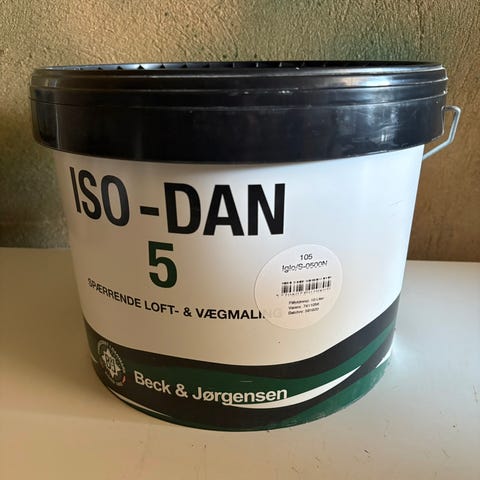 ISO-DAN
5
SPÆRRENDE LOFT- & VÆGMALING
105
Iglo/S-0500N
Beck & Jørgensen